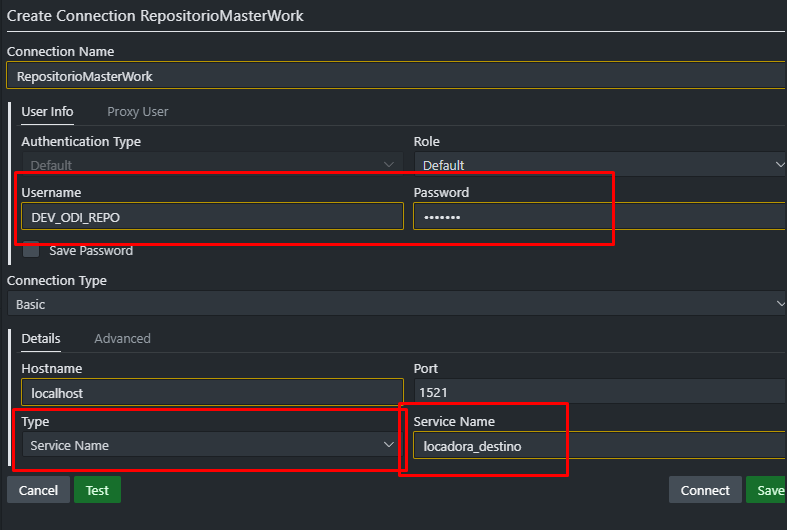 Create Connection RepositorioMasterWork
Connection Name
RepositorioMasterWork
User Info Proxy User
Authentication Type Role
Default Default
Username Password
DEV_ODI_REPO •••••••
Save Password
Connection Type
Basic
Details Advanced
Hostname Port
localhost 1521
Type Service Name
Service Name locadora_destino
Cancel Test Connect Save